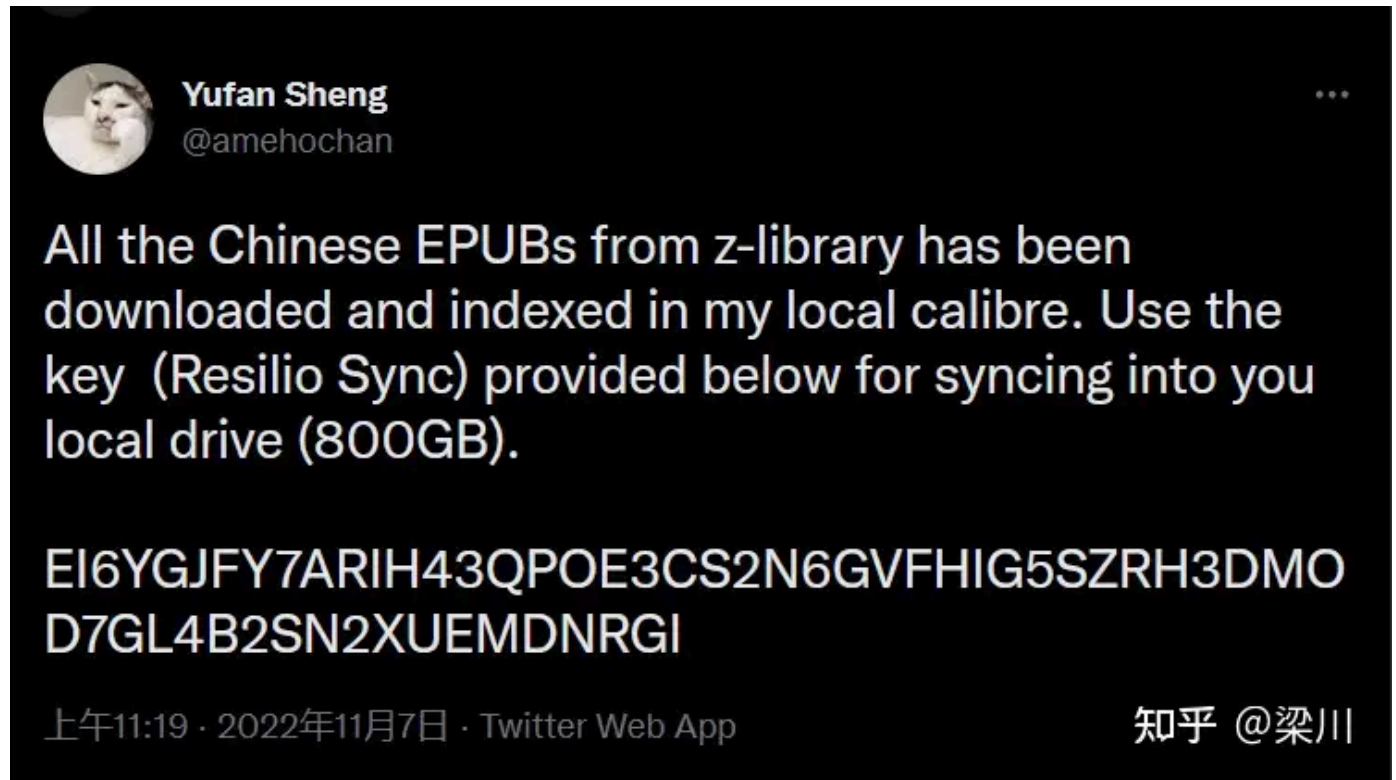 Yufan Sheng
@amehochan
All the Chinese EPUBs from z-library has been
downloaded and indexed in my local calibre. Use the
key (Resilio Sync) provided below for syncing into you
local drive (800GB).
EI6YGJFY7ARIH43QPOE3CS2N6GVFHIG5SZRH3DMO
D7GL4B2SN2XUEMDNRGI
上午11:19 · 2022年11月7日 · Twitter Web App
知乎 @梁川